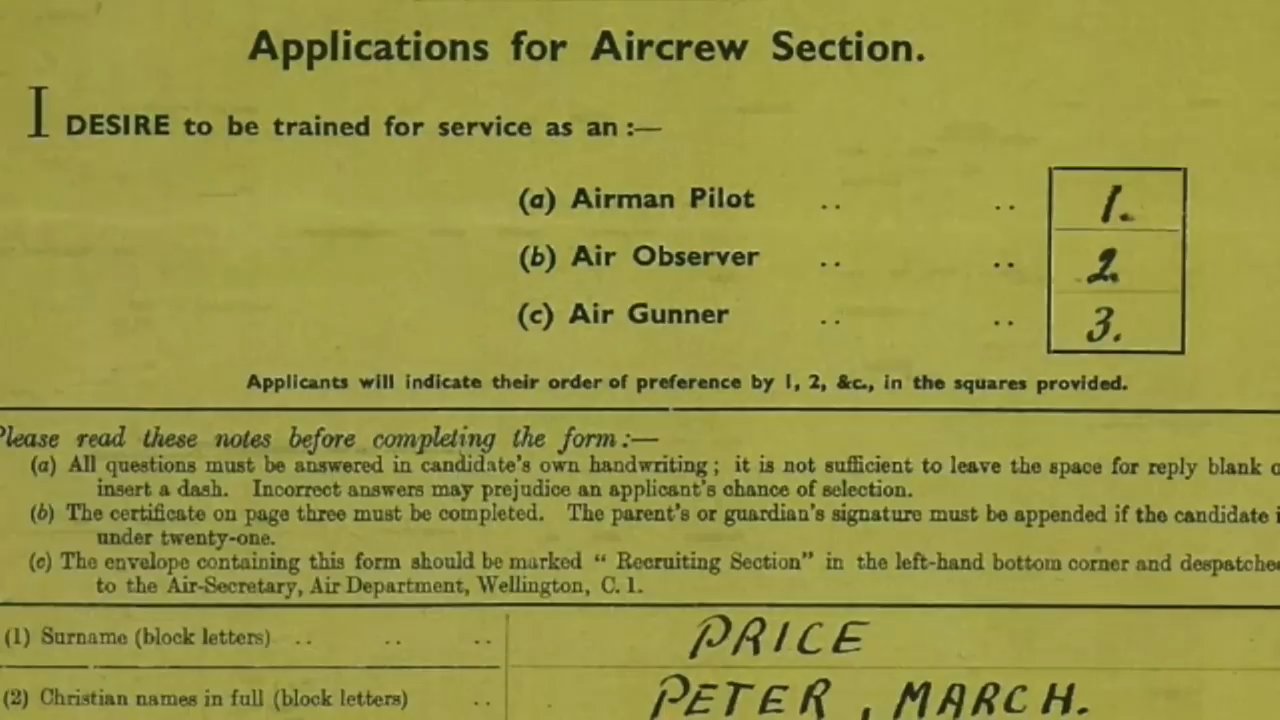 Applications for Aircrew Section.
I DESIRE to be trained for service as an :—
(a) Airman Pilot .. .. 1.
(b) Air Observer .. .. 2.
(c) Air Gunner .. .. 3.
Applicants will indicate their order of preference by 1, 2, &c., in the squares provided.
Please read these notes before completing the form :—
(a) All questions must be answered in candidate's own handwriting ; it is not sufficient to leave the space for reply blank
insert a dash. Incorrect answers may prejudice an applicant's chance of selection.
(b) The certificate on page three must be completed. The parent's or guardian's signature must be appended if the candidate
under twenty-one.
(c) The envelope containing this form should be marked " Recruiting Section" in the left-hand bottom corner and despatche
to the Air-Secretary, Air Department, Wellington, C. 1.
(1) Surname (block letters) .. .. .. PRICE
(2) Christian names in full (block letters) .. PETER , MARCH.